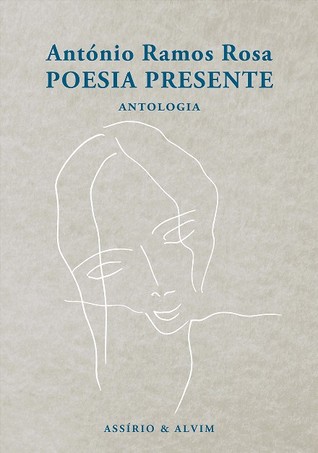 António Ramos Rosa
POESIA PRESENTE
ANTOLOGIA
ASSÍRIO & ALVIM